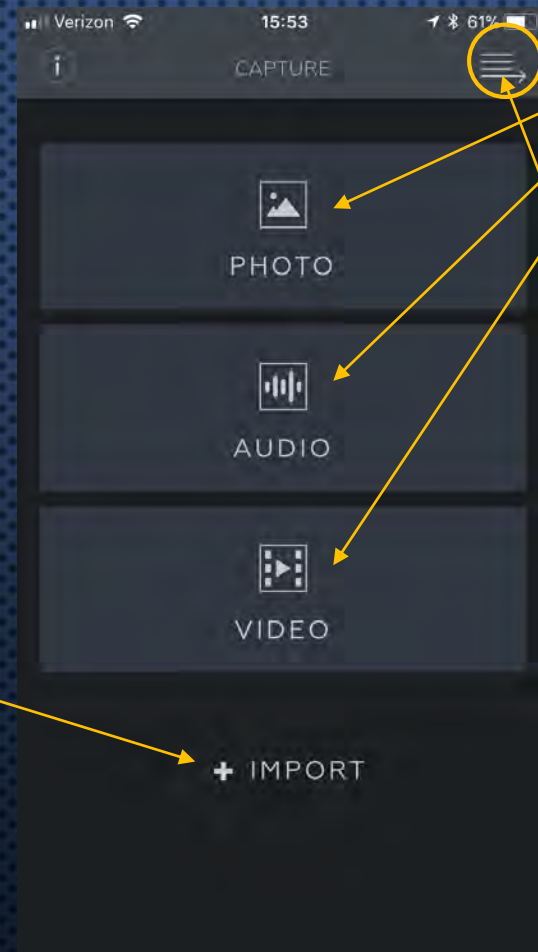 Verizon 15:53 61%
i CAPTURE
PHOTO
AUDIO
VIDEO
+ IMPORT